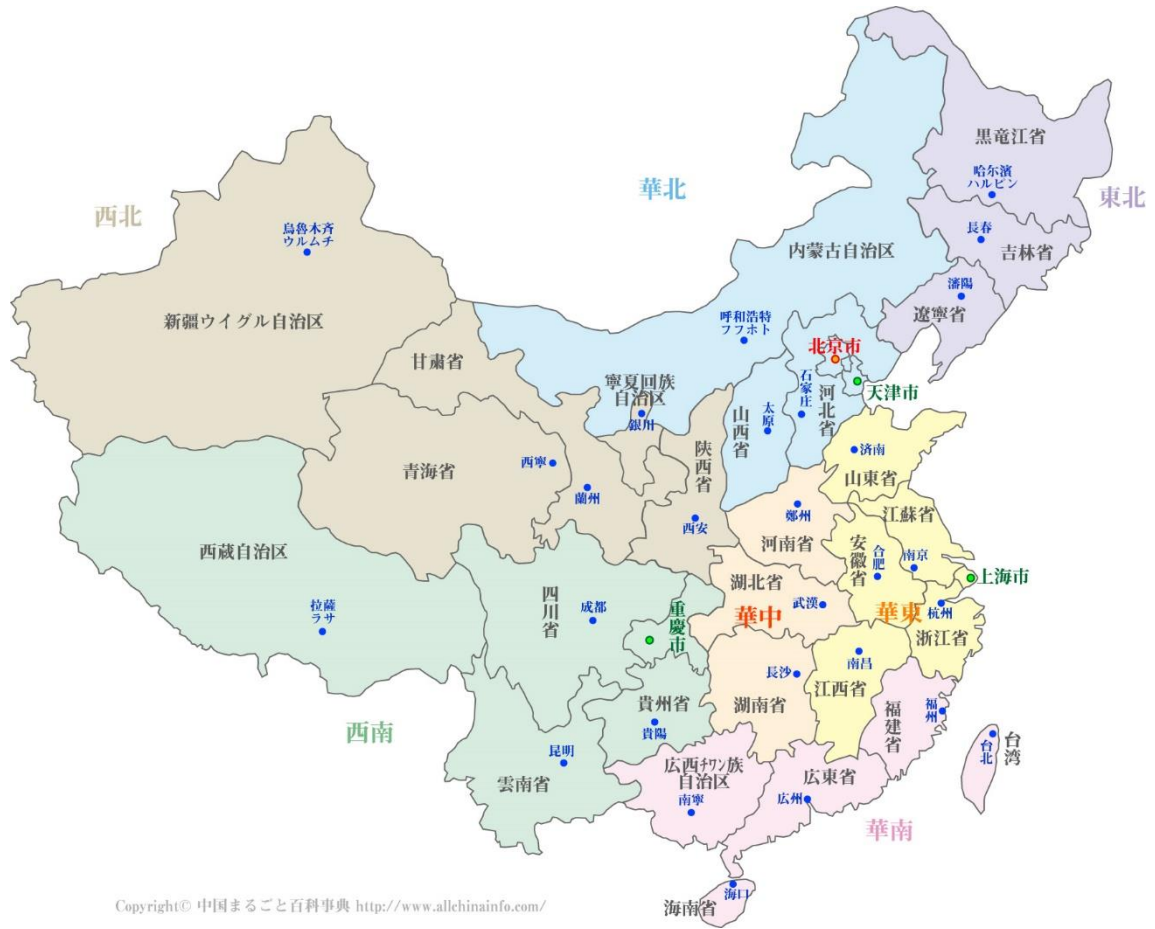 黒竜江省
哈尔濱
ハルビン
東北
華北
西北
長春
烏魯木斉
ウルムチ
内蒙古自治区
吉林省
瀋陽
遼寧省
新疆ウイグル自治区
呼和浩特
フフホト
北京市
甘粛省
天津市
寧夏回族
自治区
銀川
石家庄
河北省
山西省
太原
陝西省
済南
山東省
青海省
西寧
蘭州
西安
鄭州
河南省
江蘇省
安徽省
合肥
南京
上海市
西蔵自治区
四川省
成都
重慶市
湖北省
武漢
華中
華東
杭州
浙江省
拉薩
ラサ
南昌
江西省
長沙
湖南省
貴州省
貴陽
西南
福建省
福州
台北
台湾
昆明
雲南省
広西チワン族
自治区
南寧
広東省
広州
華南
海口
海南省
Copyright© 中国まるごと百科事典 http://www.allchinainfo.com/